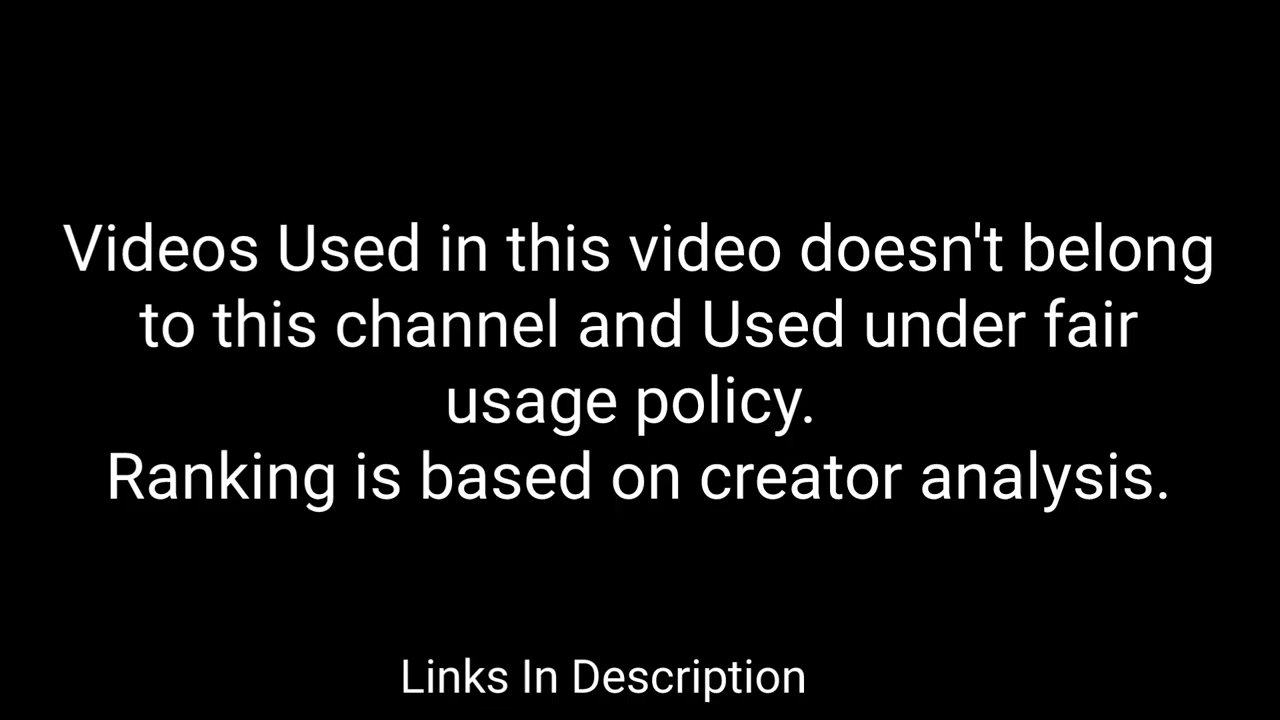 Videos Used in this video doesn't belong
to this channel and Used under fair
usage policy.
Ranking is based on creator analysis.
Links In Description